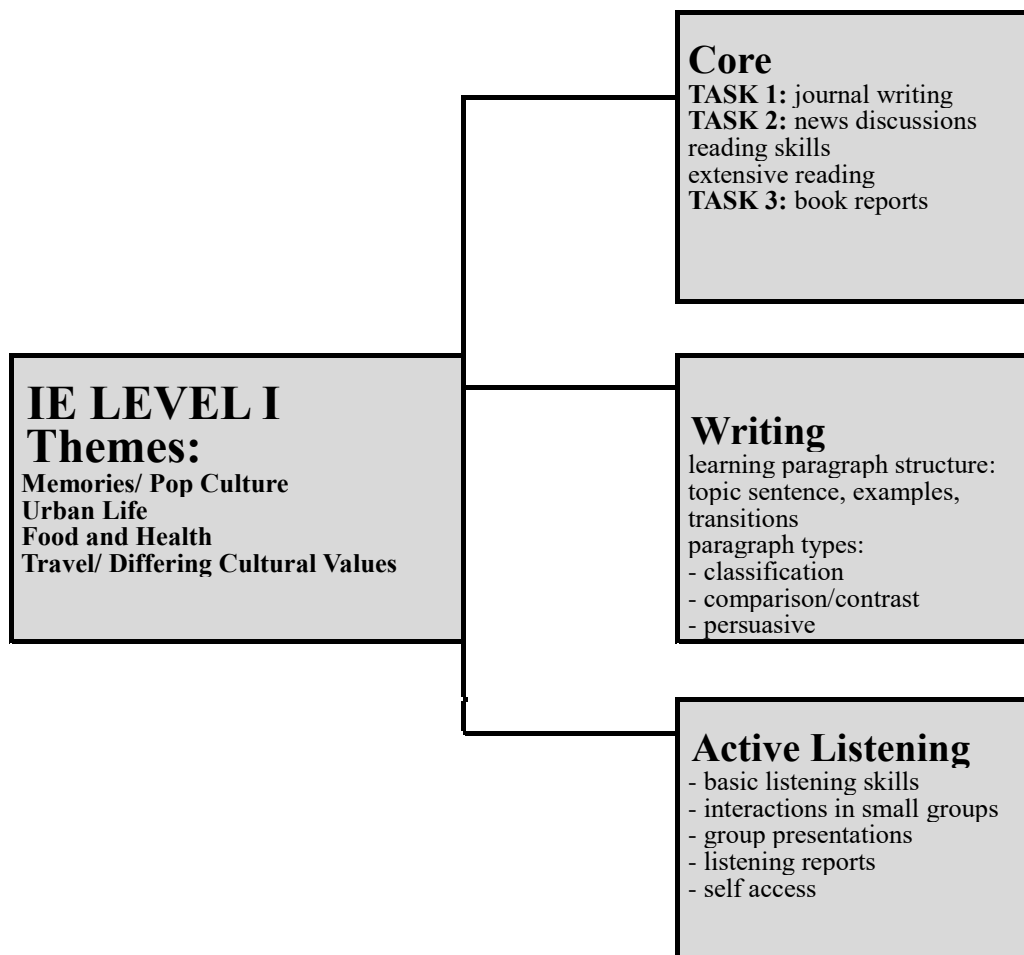 Core
TASK 1: journal writing
TASK 2: news discussions
reading skills
extensive reading
TASK 3: book reports
IE LEVEL I
Themes:
Memories/ Pop Culture
Urban Life
Food and Health
Travel/ Differing Cultural Values
Writing
learning paragraph structure:
topic sentence, examples,
transitions
paragraph types:
- classification
- comparison/contrast
- persuasive
Active Listening
- basic listening skills
- interactions in small groups
- group presentations
- listening reports
- self access